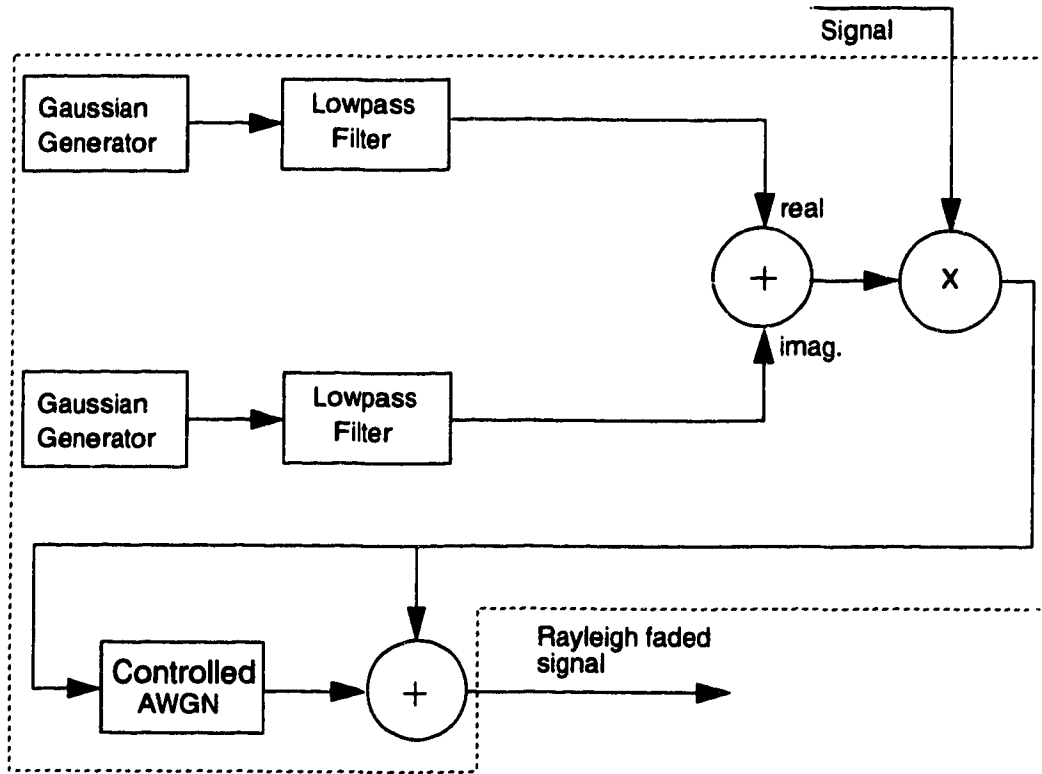 Signal
Gaussian
Generator
Lowpass
Filter
real
+
X
imag.
Gaussian
Generator
Lowpass
Filter
Controlled
AWGN
+
Rayleigh faded
signal